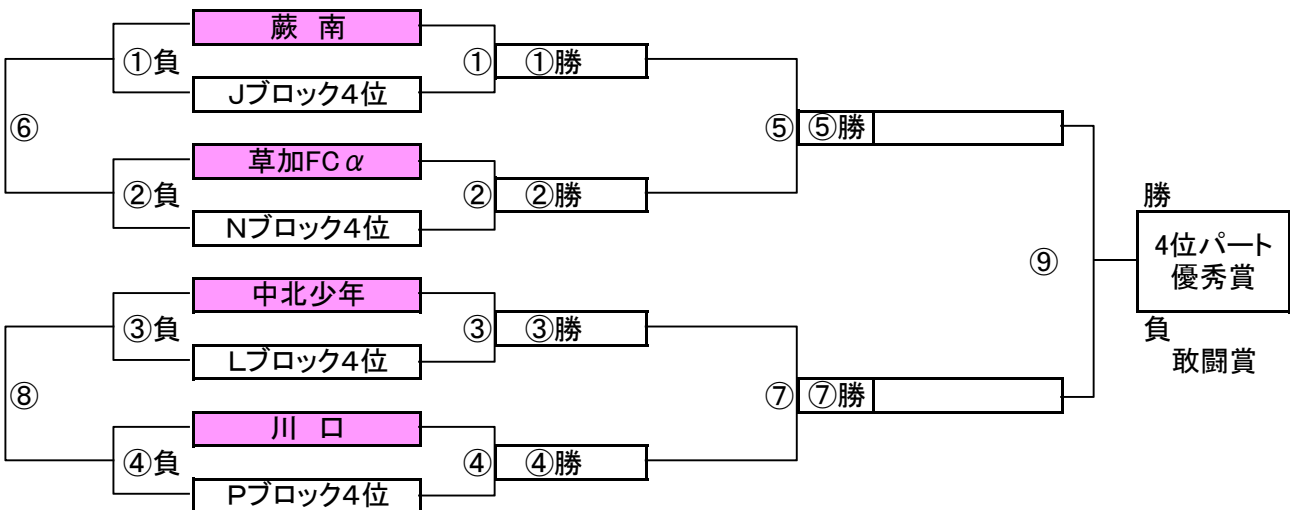 蕨 南
①負
①
①勝
Jブロック4位
⑥
⑤
⑤勝
草加FCα
②負
②
②勝
Nブロック4位
勝
4位パート
優秀賞
⑨
中北少年
③負
③
③勝
負
敢闘賞
Lブロック4位
⑧
⑦
⑦勝
川 口
④負
④
④勝
Pブロック4位